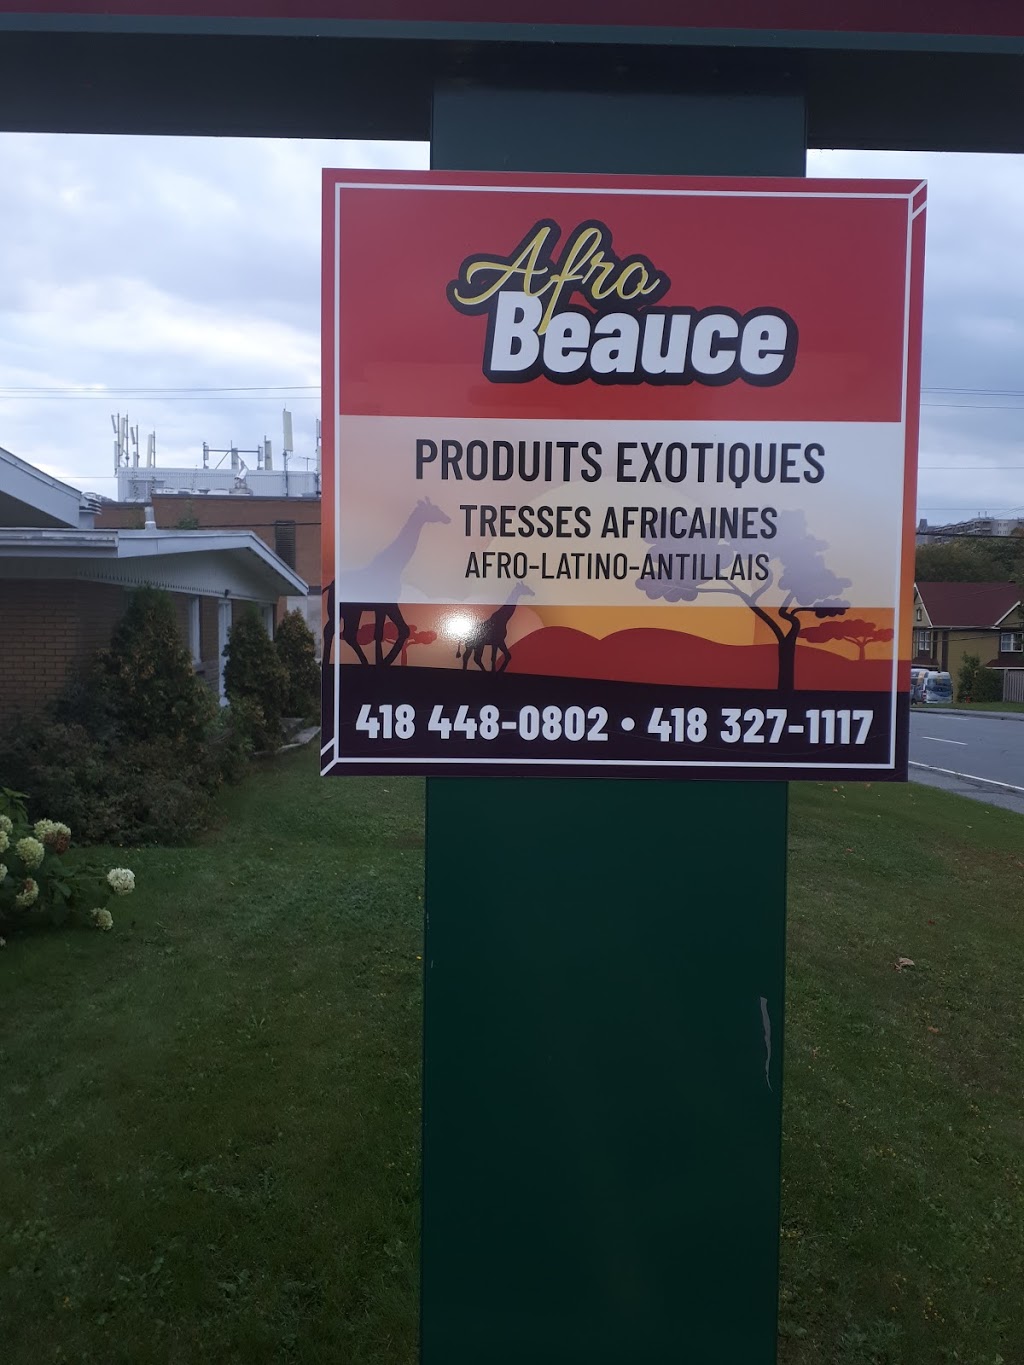 Afro
Beauce
PRODUITS EXOTIQUES
TRESSES AFRICAINES
AFRO-LATINO-ANTILLAIS
418 448-0802 • 418 327-1117